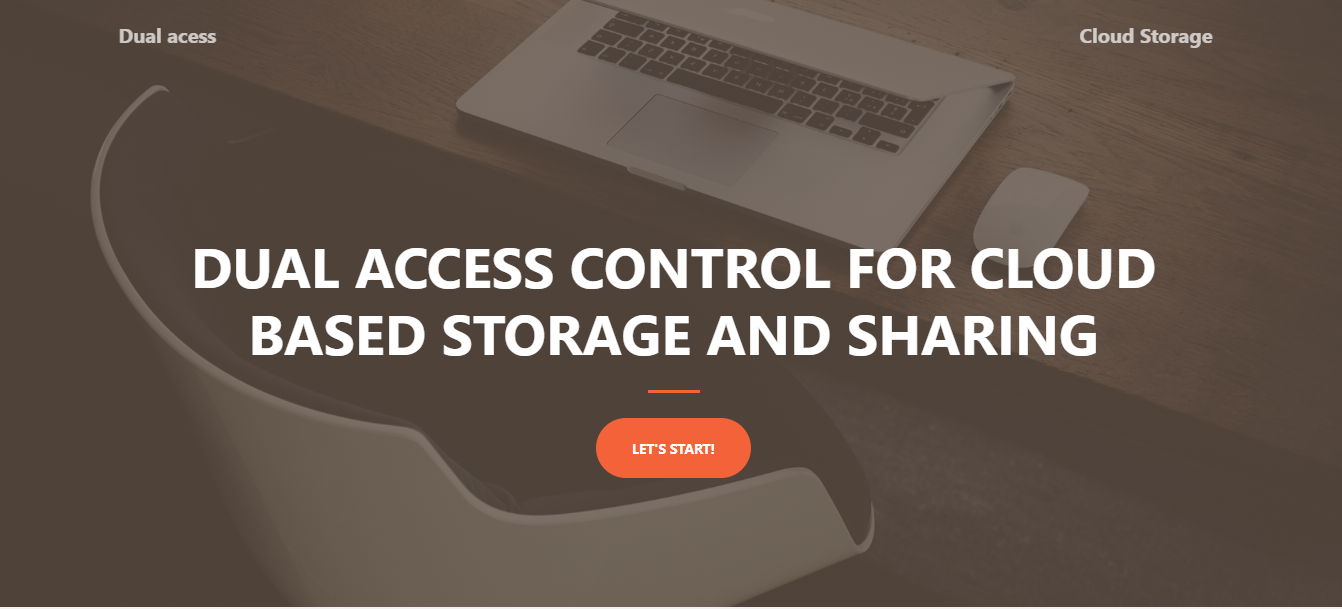 Dual acess
Cloud Storage
DUAL ACCESS CONTROL FOR CLOUD
BASED STORAGE AND SHARING
LET'S START!